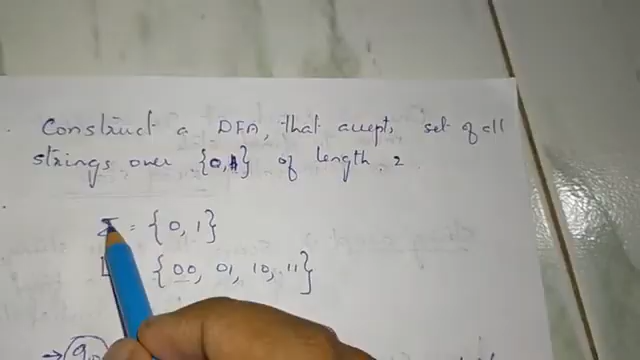 Construct a DFA, that accepts set of all
strings over {0,1} of length 2
Σ = {0, 1}
L {00, 01, 10, 11}
→ q₀